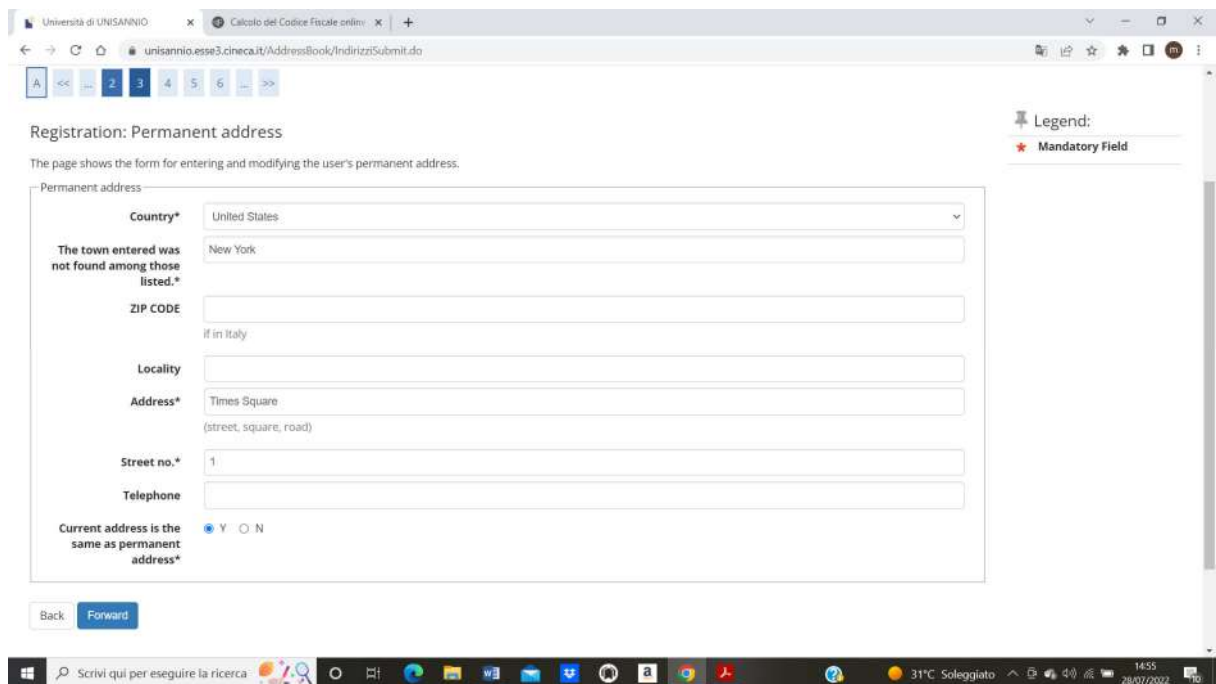 Università di UNISANNIO
Calcolo del Codice Fiscale online
unisannio.esse3.cineca.it/AddressBook/IndirizziSubmit.do
m
A << ... 2 3 4 5 6 ... >>
Registration: Permanent address
Legend:
* Mandatory Field
The page shows the form for entering and modifying the user's permanent address.
Permanent address
Country* United States
The town entered was New York
not found among those
listed.*
ZIP CODE
if in Italy
Locality
Address* Times Square
(street, square, road)
Street no.* 1
Telephone
Current address is the Y N
same as permanent
address*
Back Forward
Scrivi qui per eseguire la ricerca
31°C Soleggiato
14:55
28/07/2022
10